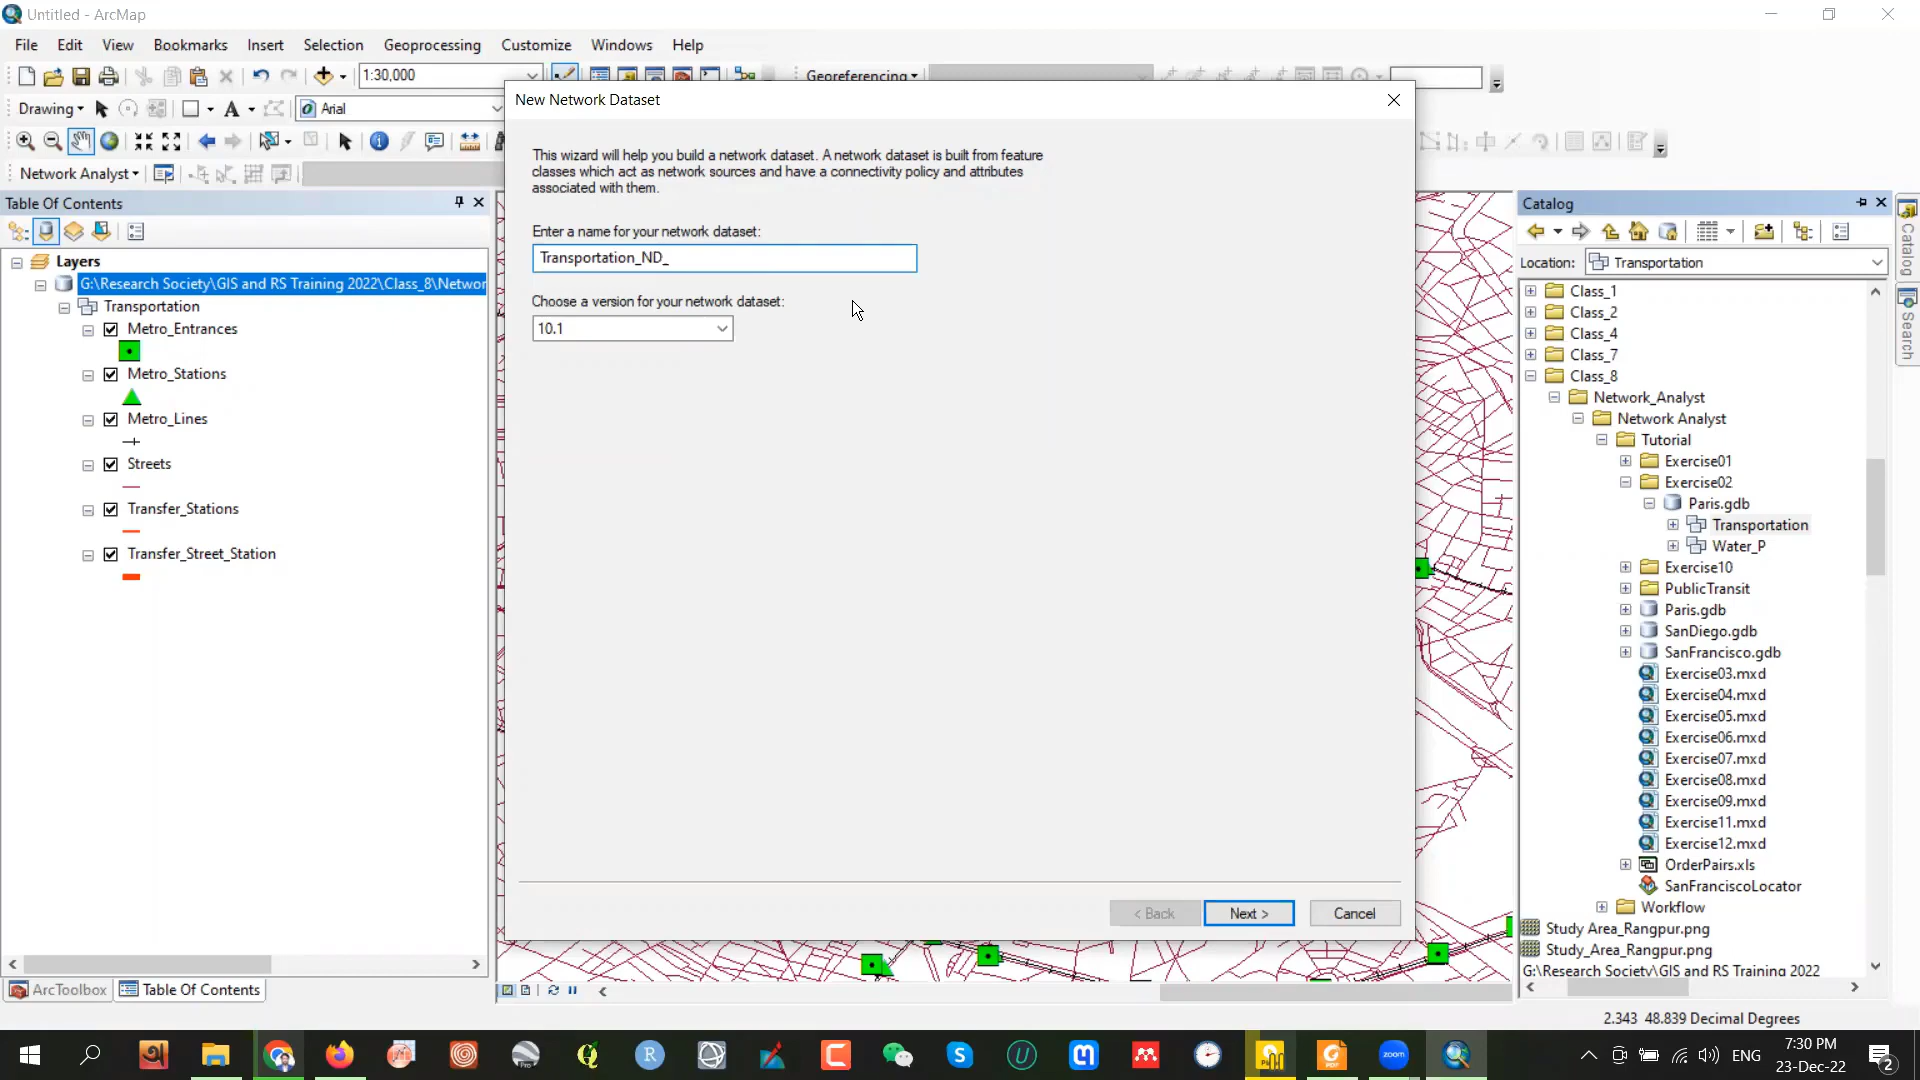 Untitled - ArcMap
File Edit View Bookmarks Insert Selection Geoprocessing Customize Windows Help
1:30,000
Georeferencing
Drawing
A
Arial
Network Analyst
New Network Dataset
This wizard will help you build a network dataset. A network dataset is built from feature
classes which act as network sources and have a connectivity policy and attributes
associated with them.
Enter a name for your network dataset:
Transportation_ND_
Choose a version for your network dataset:
10.1
< Back
Next >
Cancel
Table Of Contents
Layers
G:\Research Society\GIS and RS Training 2022\Class_8\Networ
Transportation
Metro_Entrances
Metro_Stations
Metro_Lines
Streets
Transfer_Stations
Transfer_Street_Station
ArcToolbox
Table Of Contents
Catalog
Location:
Transportation
Class_1
Class_2
Class_4
Class_7
Class_8
Network_Analyst
Network Analyst
Tutorial
Exercise01
Exercise02
Paris.gdb
Transportation
Water_P
Exercise10
PublicTransit
Paris.gdb
SanDiego.gdb
SanFrancisco.gdb
Exercise03.mxd
Exercise04.mxd
Exercise05.mxd
Exercise06.mxd
Exercise07.mxd
Exercise08.mxd
Exercise09.mxd
Exercise11.mxd
Exercise12.mxd
OrderPairs.xls
SanFranciscoLocator
Workflow
Study Area_Rangpur.png
Study_Area_Rangpur.png
G:\Research Society\GIS and RS Training 2022
Catalog
Search
2.343 48.839 Decimal Degrees
zoom
ENG
7:30 PM
23-Dec-22
2